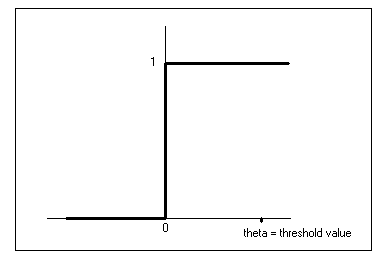 1
0
theta = threshold value